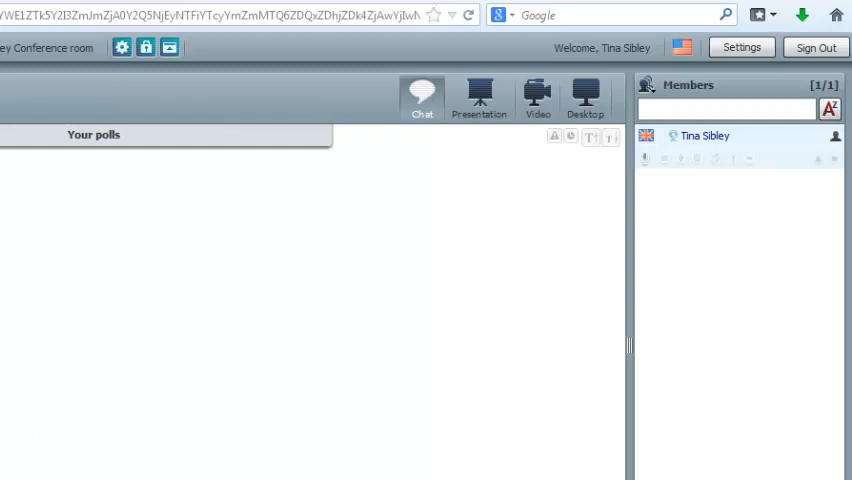 Google
ey Conference room
Welcome, Tina Sibley
Settings
Sign Out
Chat
Presentation
Video
Desktop
Members
[1/1]
Your polls
Tina Sibley